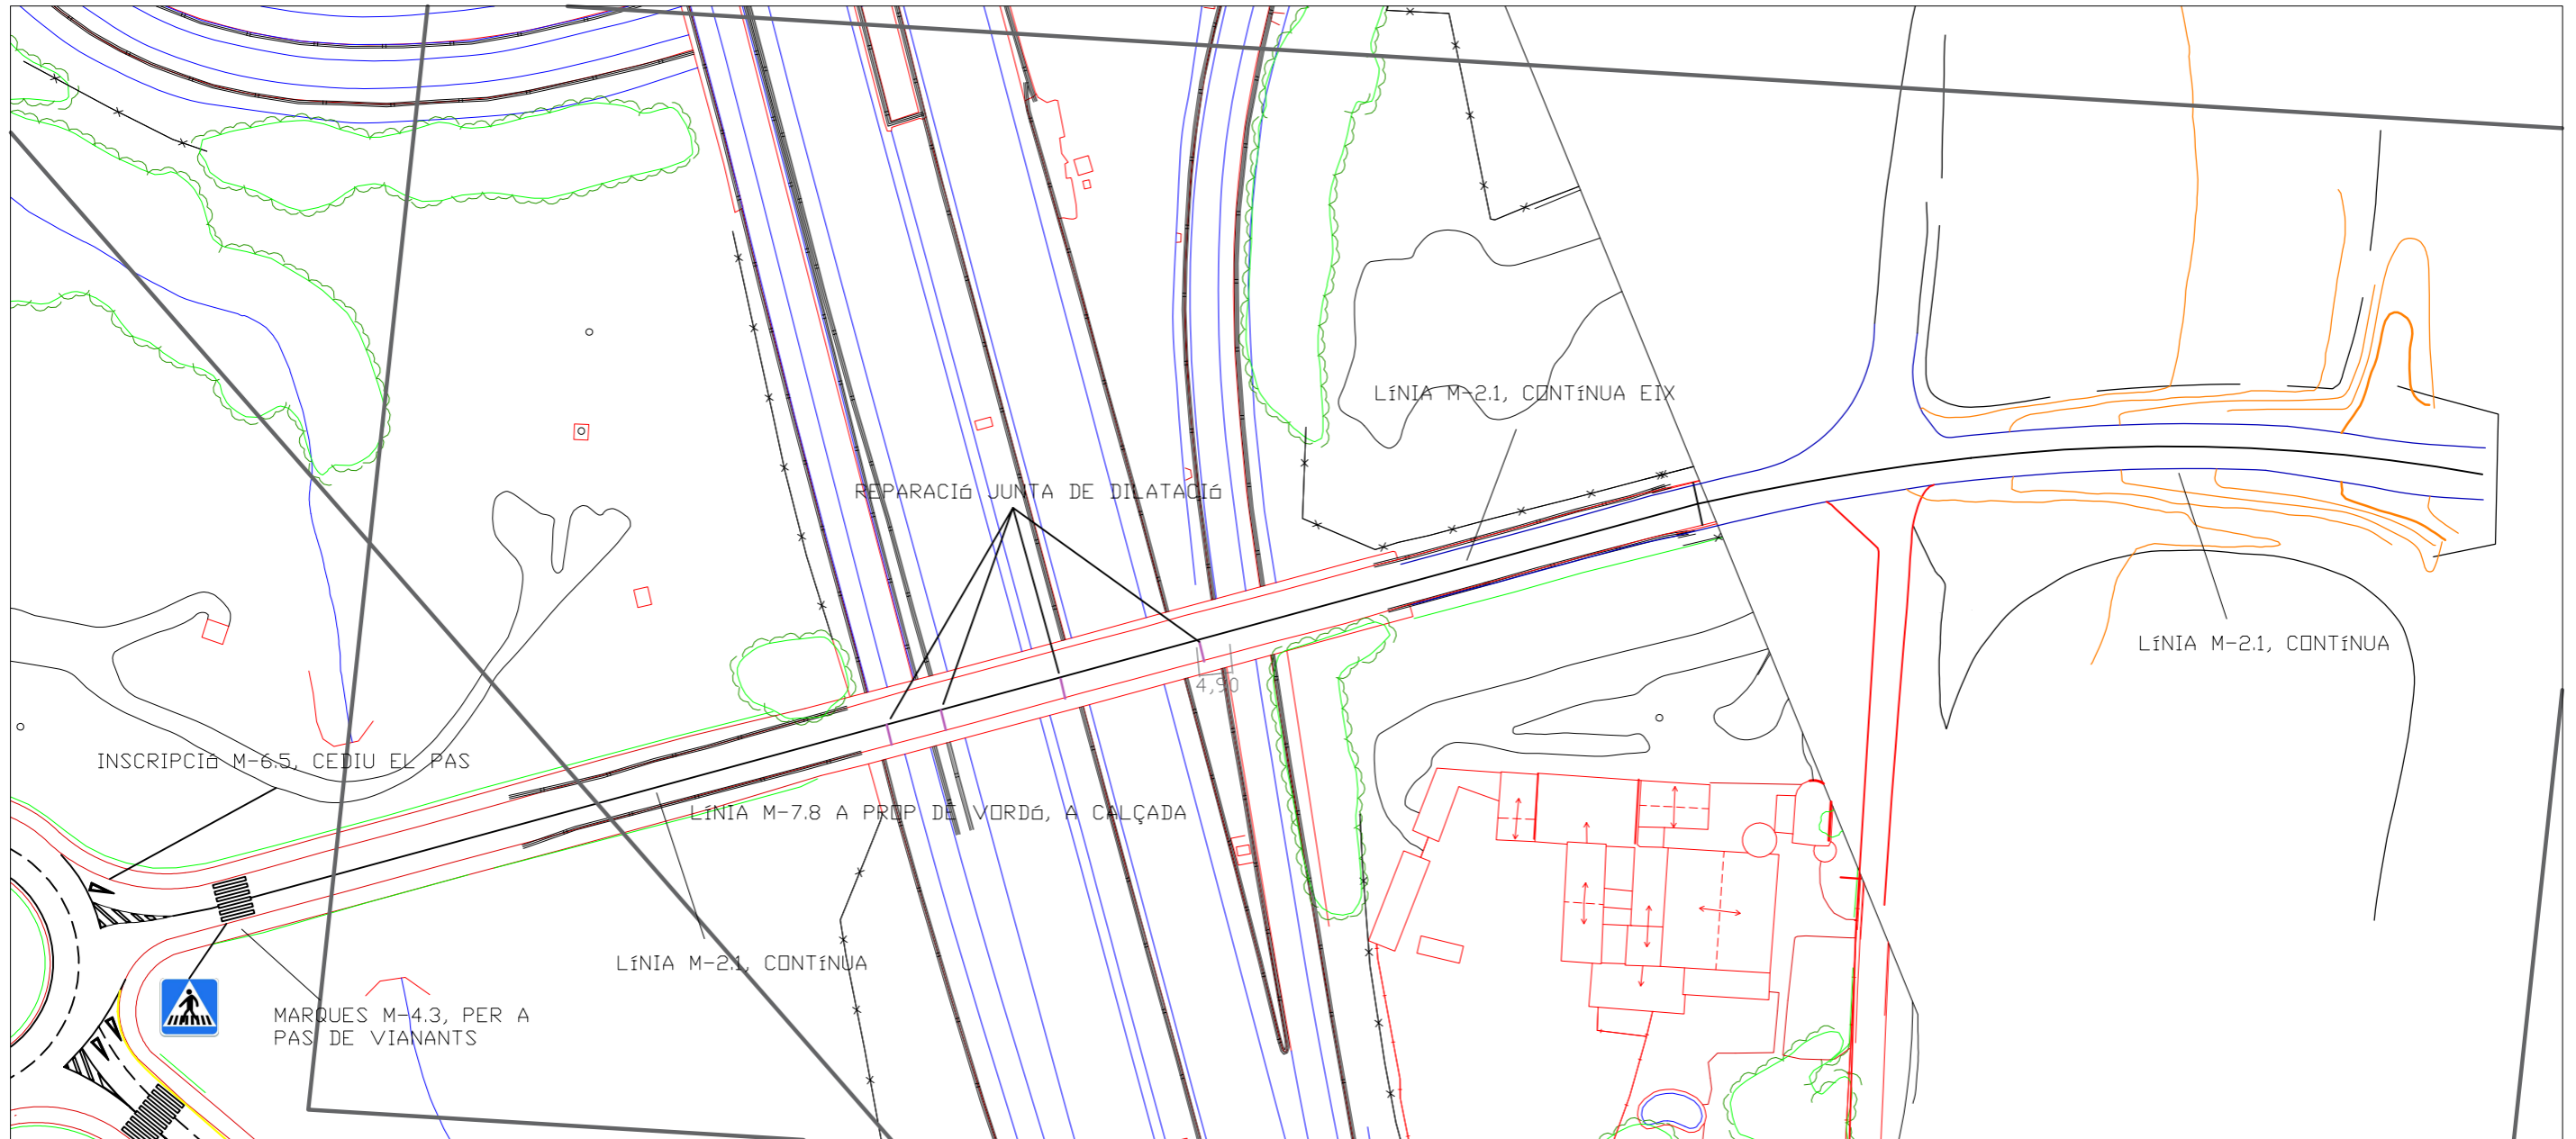 LíNIA M-2.1, CONTíNUA EIX
REPARACIó JUNTA DE DILATACIó
LíNIA M-2.1, CONTíNUA
4,90
INSCRIPCIó M-6.5, CEDIU EL PAS
LíNIA M-7.8 A PROP DE VORDó, A CALÇADA
LíNIA M-2.1, CONTíNUA
MARQUES M-4.3, PER A
PAS DE VIANANTS